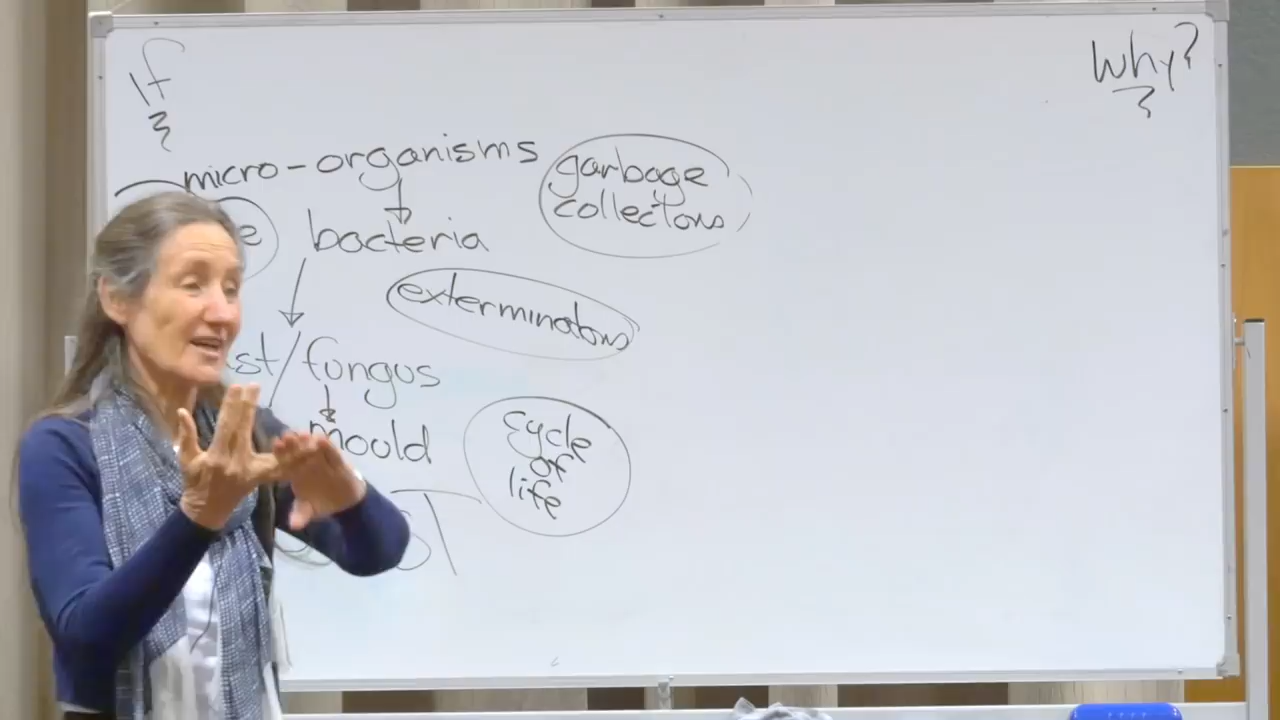 If
Why?
micro-organisms
garbage
collectors
bacteria
exterminators
fungus
mould
cycle
of
life